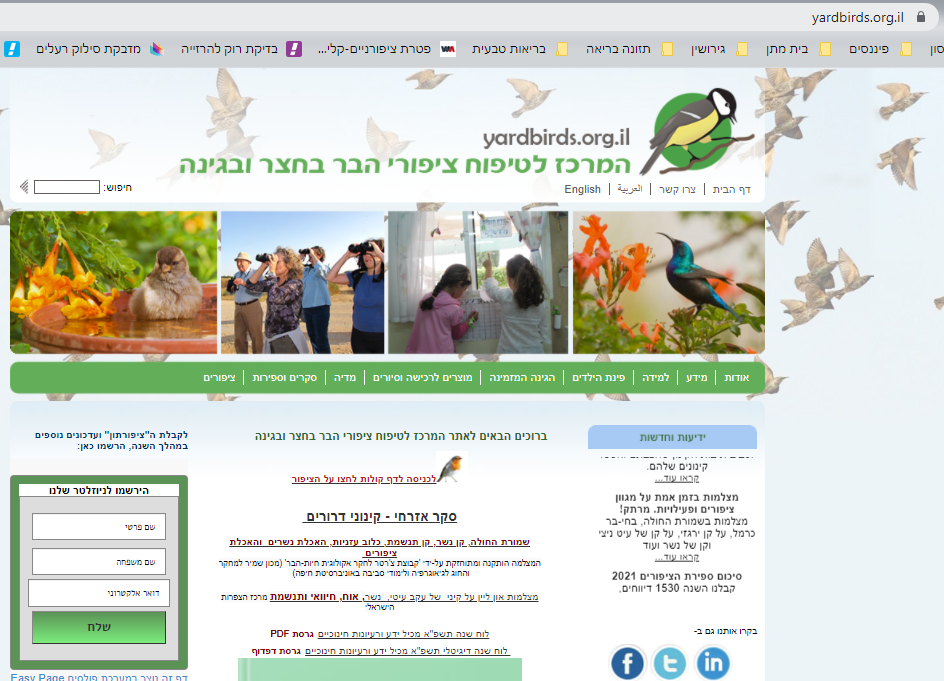 yardbirds.org.il
סון
פיננסים
בית מתן
גירושין
תזונה בריאה
בריאות טבעית
פטרת ציפורניים-קלי...
בדיקת רוק להרזייה
מדבקת סילוק רעלים
yardbirds.org.il
המרכז לטיפוח ציפורי הבר בחצר ובגינה
דף הבית | צרו קשר | العربية | English
חיפוש:
אודות | מידע | למידה | פינת הילדים | הגינה המזמינה | מוצרים לרכישה וסיורים | מדיה | סקרים וספירות | ציפורים
ידיעות וחדשות
קינונים שלהם.
קראו עוד...
מצלמות בזמן אמת על מגוון
ציפורים ופעילויות. מרתק!
מצלמות בשמורת החולה, בחי-בר
כרמל, על קן ירגזי, על קן של עיט ניצי
וקן של נשר ועוד
קראו עוד...
סיכום ספירת הציפורים 2021
קבלנו השנה 1530 דיווחים,
בקרו אותנו גם ב-
ברוכים הבאים לאתר המרכז לטיפוח ציפורי הבר בחצר ובגינה
לכניסה לדף קולות לחצו על הציפור
סקר אזרחי - קינוני דרורים
שמורת החולה, קן נשר, קן תנשמת, כלוב עזניות, האכלת נשרים והאכלת
ציפורים
המצלמה הותקנה ומתוחזקת על-ידי 'קבוצת צ'רטר לחקר אקולוגית חיות-הבר' (מכון שמיר למחקר
והחוג לגיאוגרפיה ולימודי סביבה באוניברסיטת חיפה)
מצלמות און ליין על קיני של עקב עיטי, נשר, אוח, חיוואי ותנשמת מרכז הצפרות
הישראלי
לוח שנה תשפ"א מכיל ידע ורעיונות חינוכיים גרסת PDF
לוח שנה דיגיטלי תשפ"א מכיל ידע ורעיונות חינוכיים גרסת דפדוף
לקבלת ה"ציפורתון" ועדכונים נוספים
במהלך השנה, הרשמו כאן:
הירשמו לניוזלטר שלנו
שם פרטי
שם משפחה
דואר אלקטרוני
שלח
דף זה נוצר במערכת פולסים Easy Page